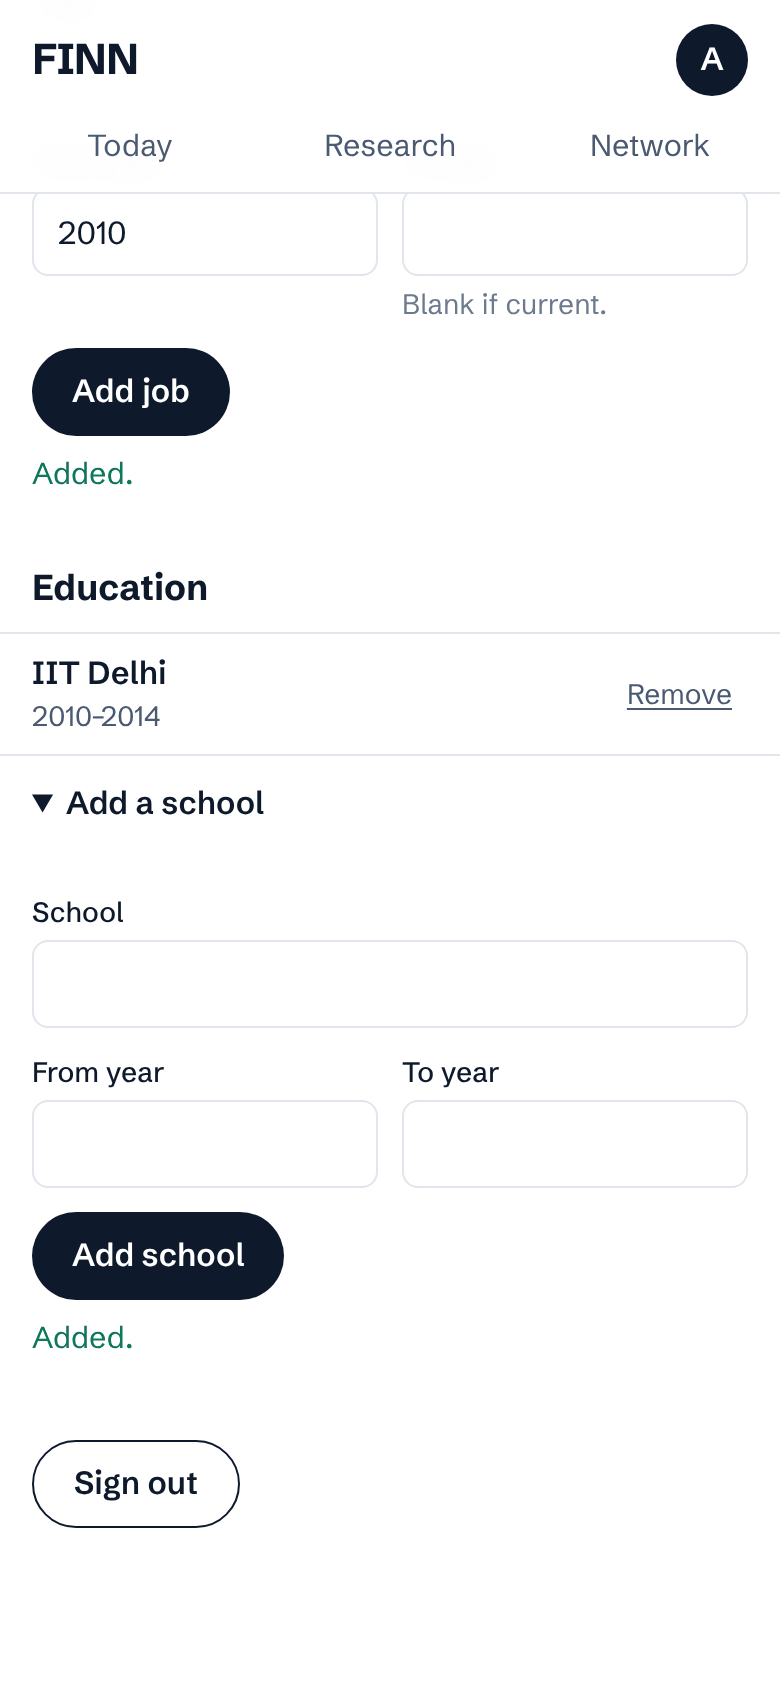 FINN
A
Today Research Network
2010
Blank if current.
Add job
Added.
Education
IIT Delhi
2010–2014
Remove
▼ Add a school
School
From year To year
Add school
Added.
Sign out